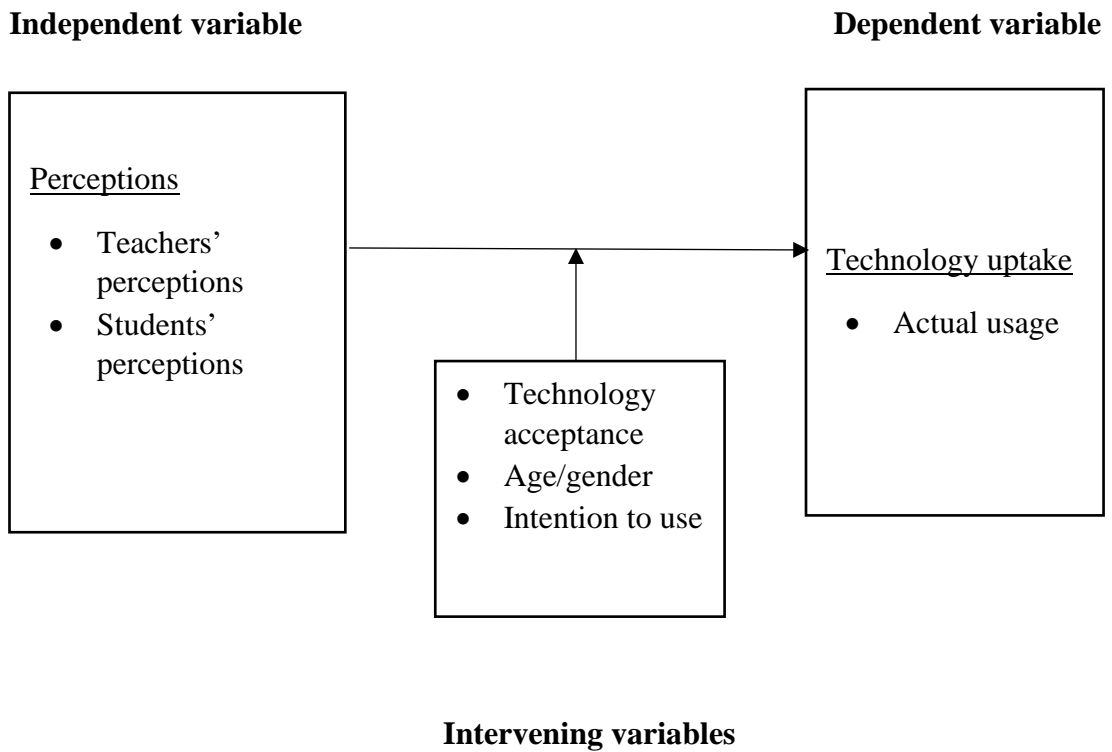 Independent variable
Dependent variable
Perceptions
• Teachers’
perceptions
• Students’
perceptions
Technology uptake
• Actual usage
• Technology
acceptance
• Age/gender
• Intention to use
Intervening variables